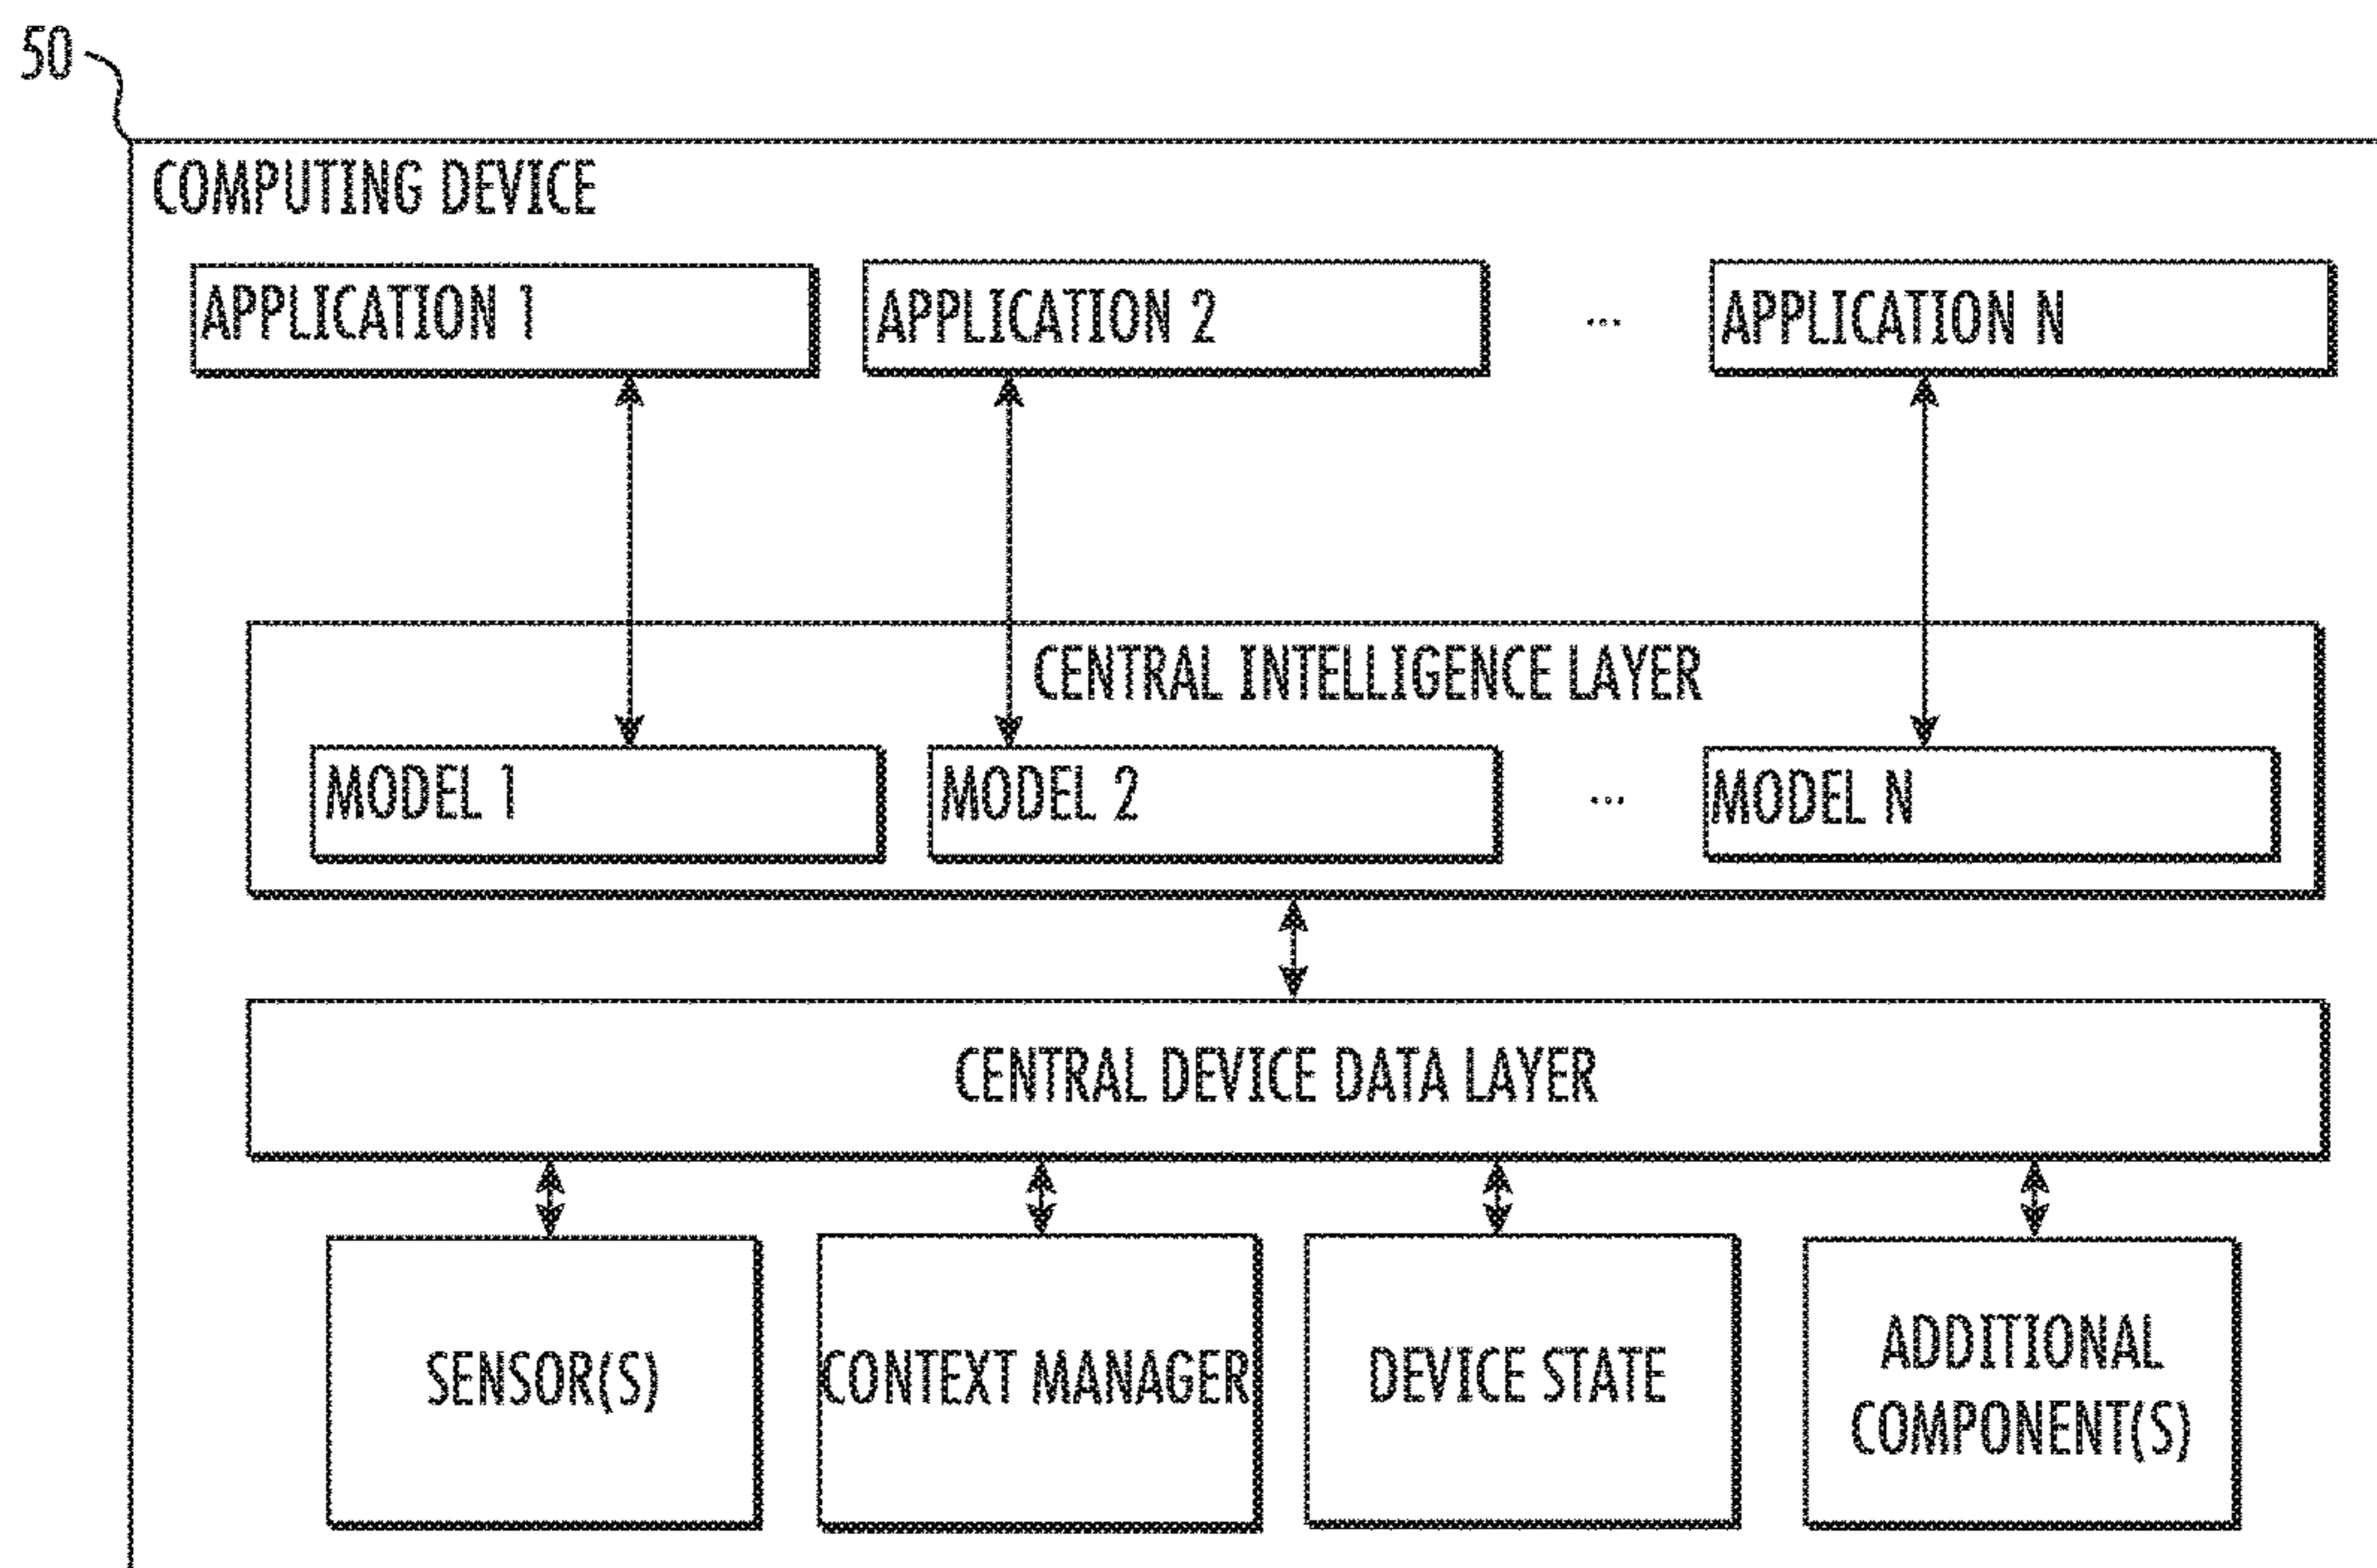 50
COMPUTING DEVICE
APPLICATION 1
APPLICATION 2
...
APPLICATION N
CENTRAL INTELLIGENCE LAYER
MODEL 1
MODEL 2
...
MODEL N
CENTRAL DEVICE DATA LAYER
SENSOR(S)
CONTEXT MANAGER
DEVICE STATE
ADDITIONAL
COMPONENT(S)